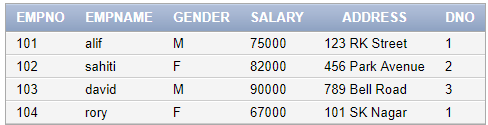 EMPNO EMPNAME GENDER SALARY ADDRESS DNO
101 alif M 75000 123 RK Street 1
102 sahiti F 82000 456 Park Avenue 2
103 david M 90000 789 Bell Road 3
104 rory F 67000 101 SK Nagar 1